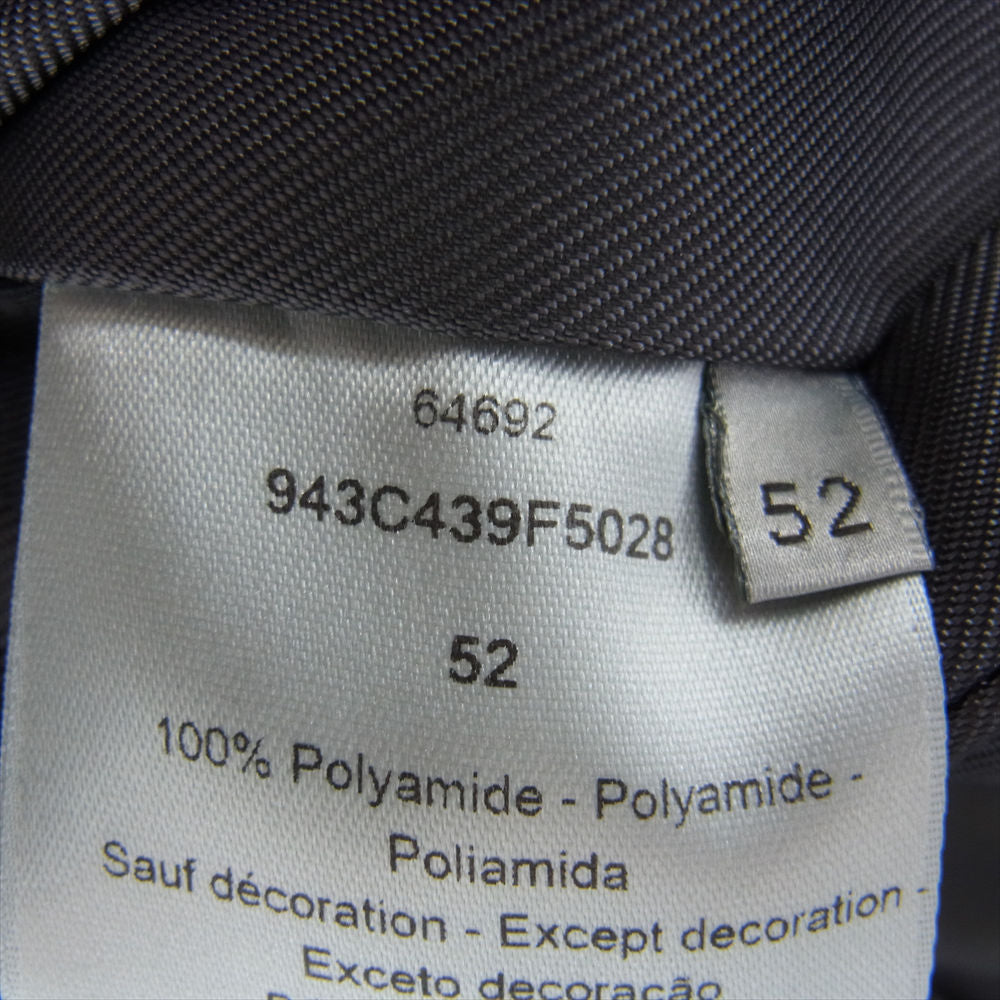 64692
943C439F5028
52
52
100% Polyamide - Polyamide -
Poliamida
Sauf décoration - Except decoration -
Exceto decoração